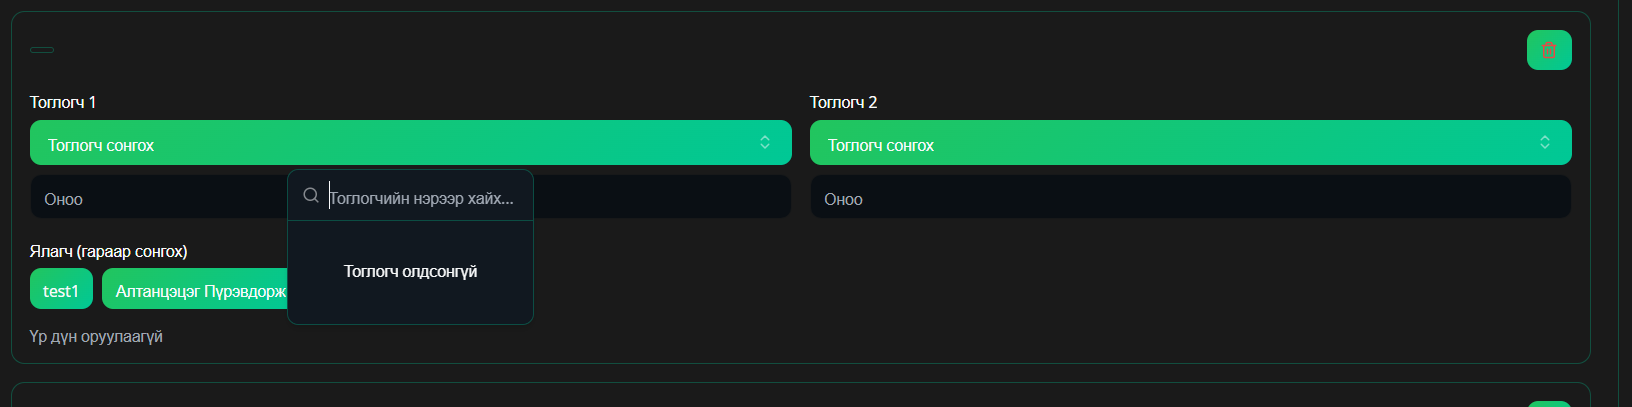 Тоглогч 1
Тоглогч 2
Тоглогч сонгох
Тоглогч сонгох
Оноо
Тоглогчийн нэрээр хайх...
Оноо
Ялагч (гараар сонгох)
Тоглогч олдсонгүй
test1
Алтанцэцэг Пүрэвдорж
Үр дүн оруулаагүй